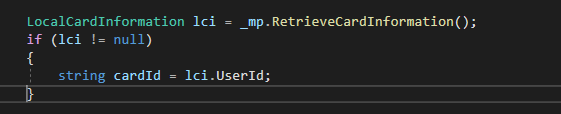 LocalCardInformation lci = _mp.RetrieveCardInformation();
if (lci != null)
{
    string cardId = lci.UserId;
}